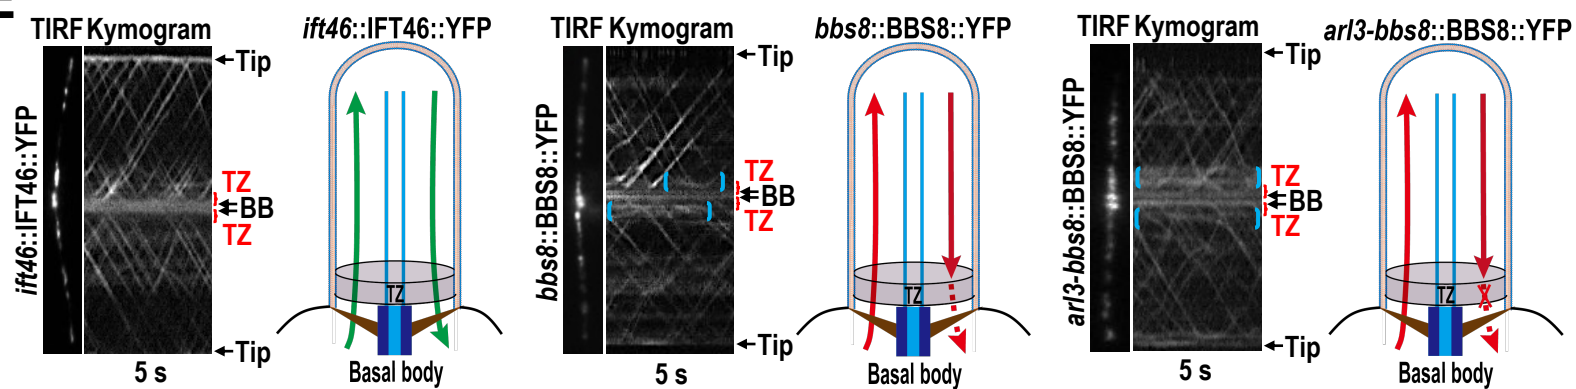 E
TIRF Kymogram
ift46::IFT46::YFP
ift46::IFT46::YFP
Tip
TZ
BB
TZ
Tip
5 s
TZ
Basal body
TIRF Kymogram
bbs8::BBS8::YFP
bbs8::BBS8::YFP
Tip
TZ
BB
TZ
Tip
5 s
TZ
Basal body
TIRF Kymogram
arl3-bbs8::BBS8::YFP
arl3-bbs8::BBS8::YFP
Tip
TZ
BB
TZ
Tip
5 s
TZ
Basal body